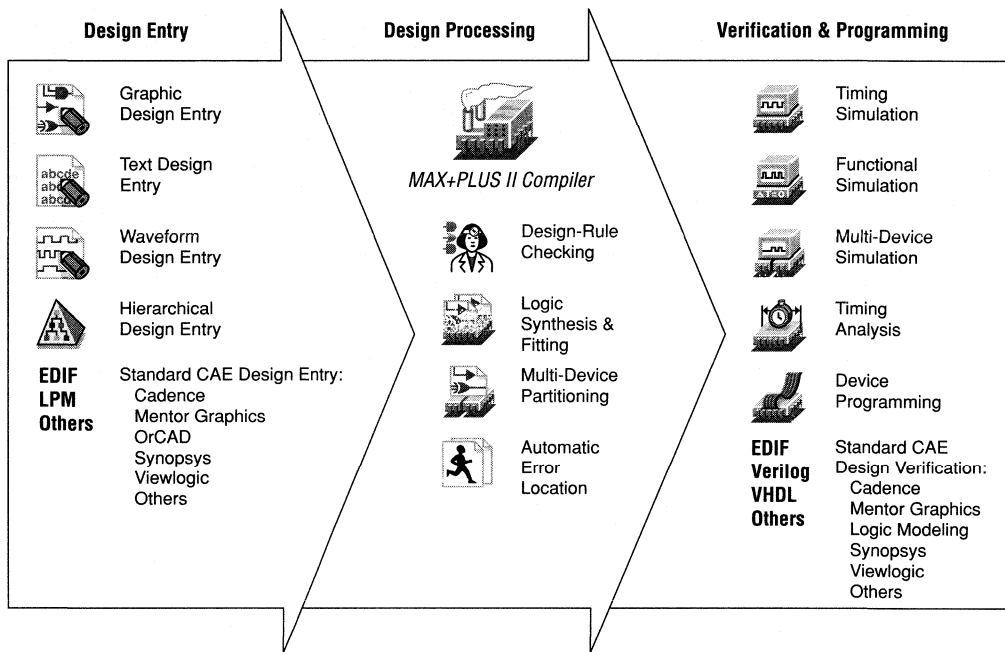 Design Entry
Graphic
Design Entry
abcde
Text Design
Entry
Waveform
Design Entry
Hierarchical
Design Entry
EDIF
LPM
Others
Standard CAE Design Entry:
Cadence
Mentor Graphics
OrCAD
Synopsys
Viewlogic
Others
Design Processing
MAX+PLUS II Compiler
Design-Rule
Checking
Logic
Synthesis &
Fitting
Multi-Device
Partitioning
Automatic
Error
Location
Verification & Programming
Timing
Simulation
Functional
Simulation
Multi-Device
Simulation
Timing
Analysis
Device
Programming
EDIF
Verilog
VHDL
Others
Standard CAE
Design Verification:
Cadence
Mentor Graphics
Logic Modeling
Synopsys
Viewlogic
Others